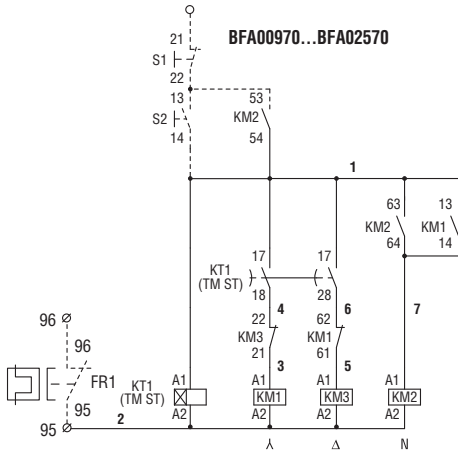 BFA00970...BFA02570
21
S1
22
13
S2
14
53
KM2
54
1
63
KM2
64
13
KM1
14
KT1
(TM ST)
17
18
17
28
4
6
7
22
KM3
21
62
KM1
61
3
5
96
96
FR1
95
95
2
KT1
(TM ST)
A1
A2
A1
KM1
A2
A1
KM3
A2
A1
KM2
A2
Δ
N